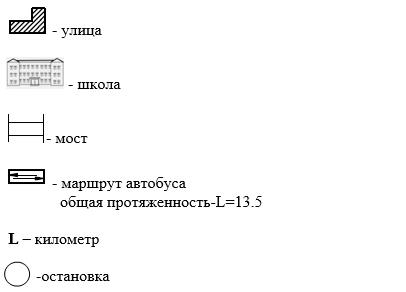 - улица
- школа
- мост
- маршрут автобуса
общая протяженность-L=13.5
L – километр
-остановка